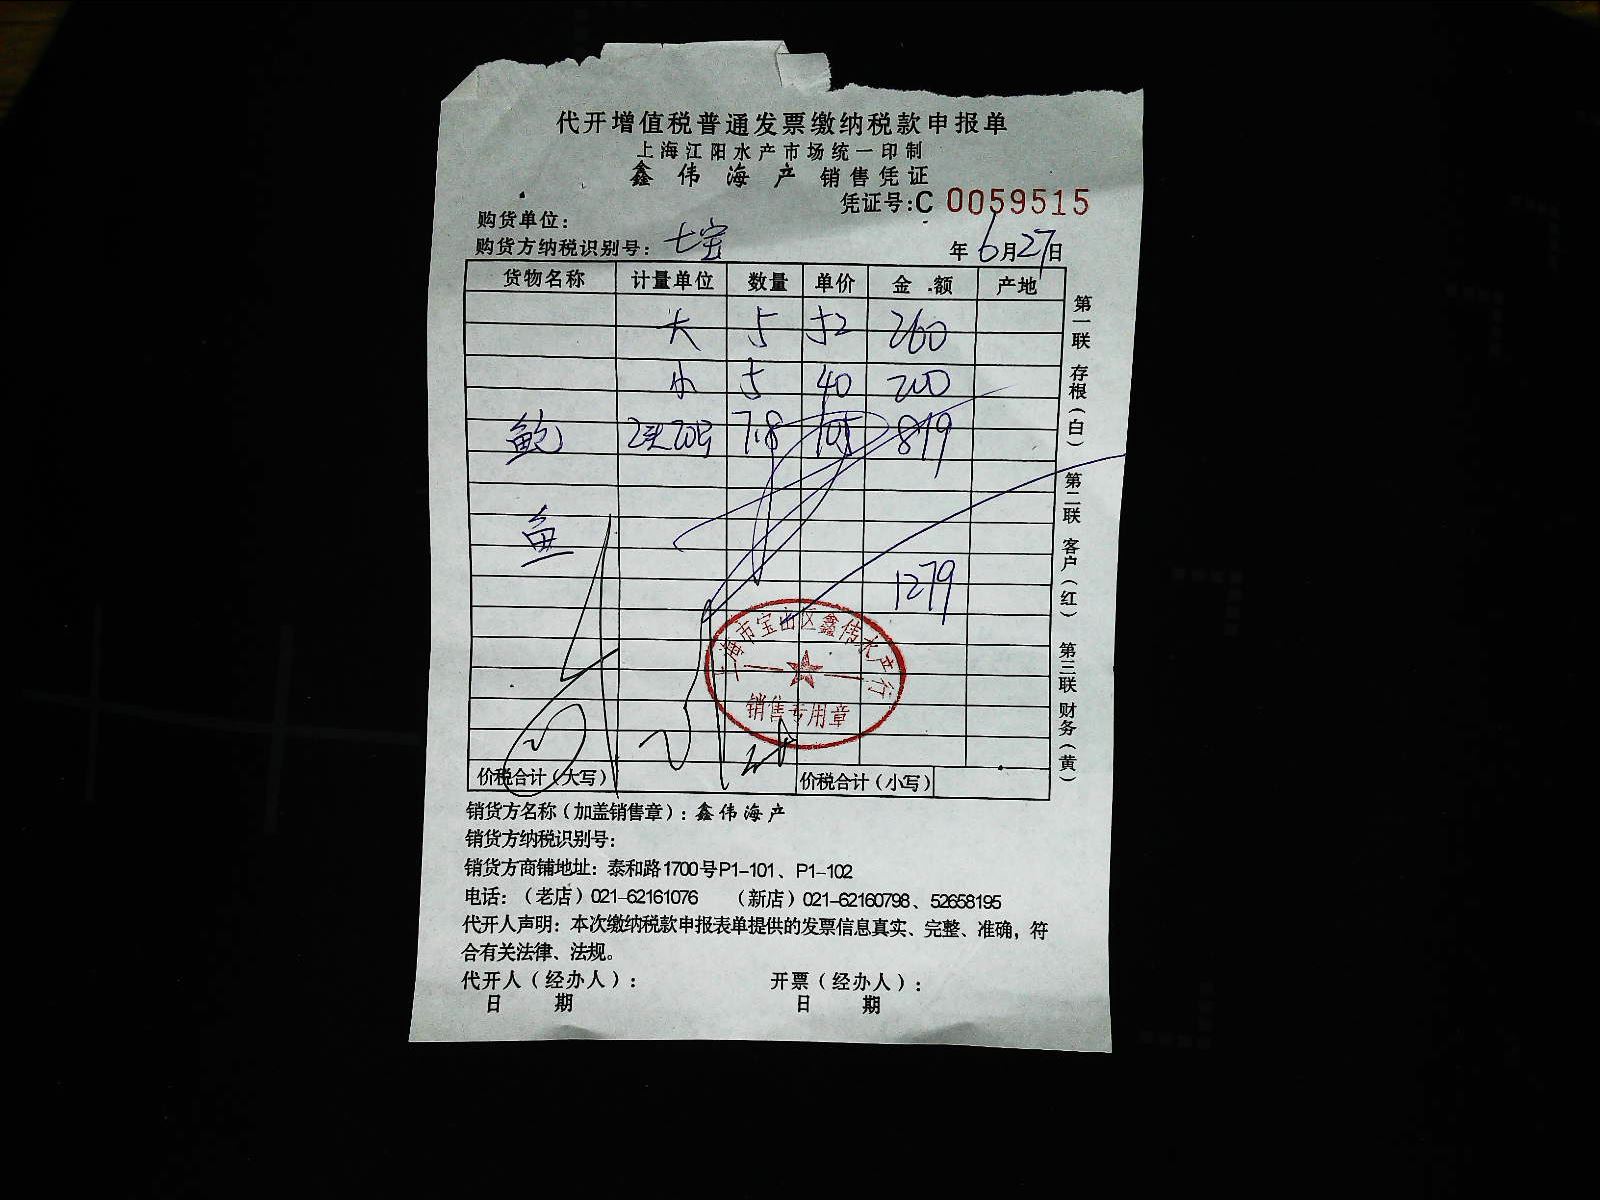 代开增值税普通发票缴纳税款申报单
上海江阳水产市场统一印制
鑫伟海产 销售凭证
凭证号:C 0059515
购货单位:
购货方纳税识别号: 七宝 年6月27日
货物名称 计量单位 数量 单价 金额 产地
大 5 52 260
小 5 40 200
鲍 7.8 105 819
鱼
1279
上海市宝山区鑫伟水产行
销售专用章
价税合计(大写) 价税合计(小写)
第一联 存根(白) 第二联 客户(红) 第三联 财务(黄)
销货方名称(加盖销售章): 鑫伟海产
销货方纳税识别号:
销货方商铺地址: 泰和路1700号P1-101、P1-102
电话:(老店)021-62161076 (新店)021-62160798、52658195
代开人声明: 本次缴纳税款申报表单提供的发票信息真实、完整、准确,符
合有关法律、法规。
代开人(经办人): 开票(经办人):
日 期 日 期